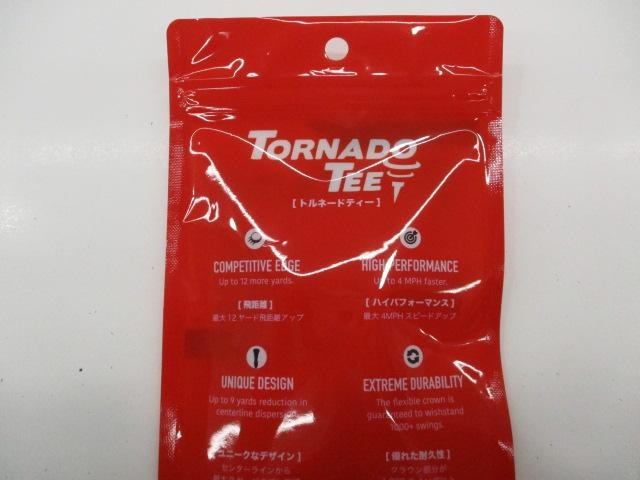 TORNADO
TEE
[ トルネードティー ]
COMPETITIVE EDGE
Up to 12 more yards.
[ 飛距離 ]
最大 12 ヤード飛距離アップ
HIGH PERFORMANCE
Up to 4 MPH faster.
[ ハイパフォーマンス ]
最大 4MPH スピードアップ
UNIQUE DESIGN
Up to 9 yards reduction in
centerline dispersion.
[ ユニークなデザイン ]
センターラインから
EXTREME DURABILITY
The flexible crown is
guaranteed to wishstand
1000+ swings.
[ 優れた耐久性 ]
クラウン部分が